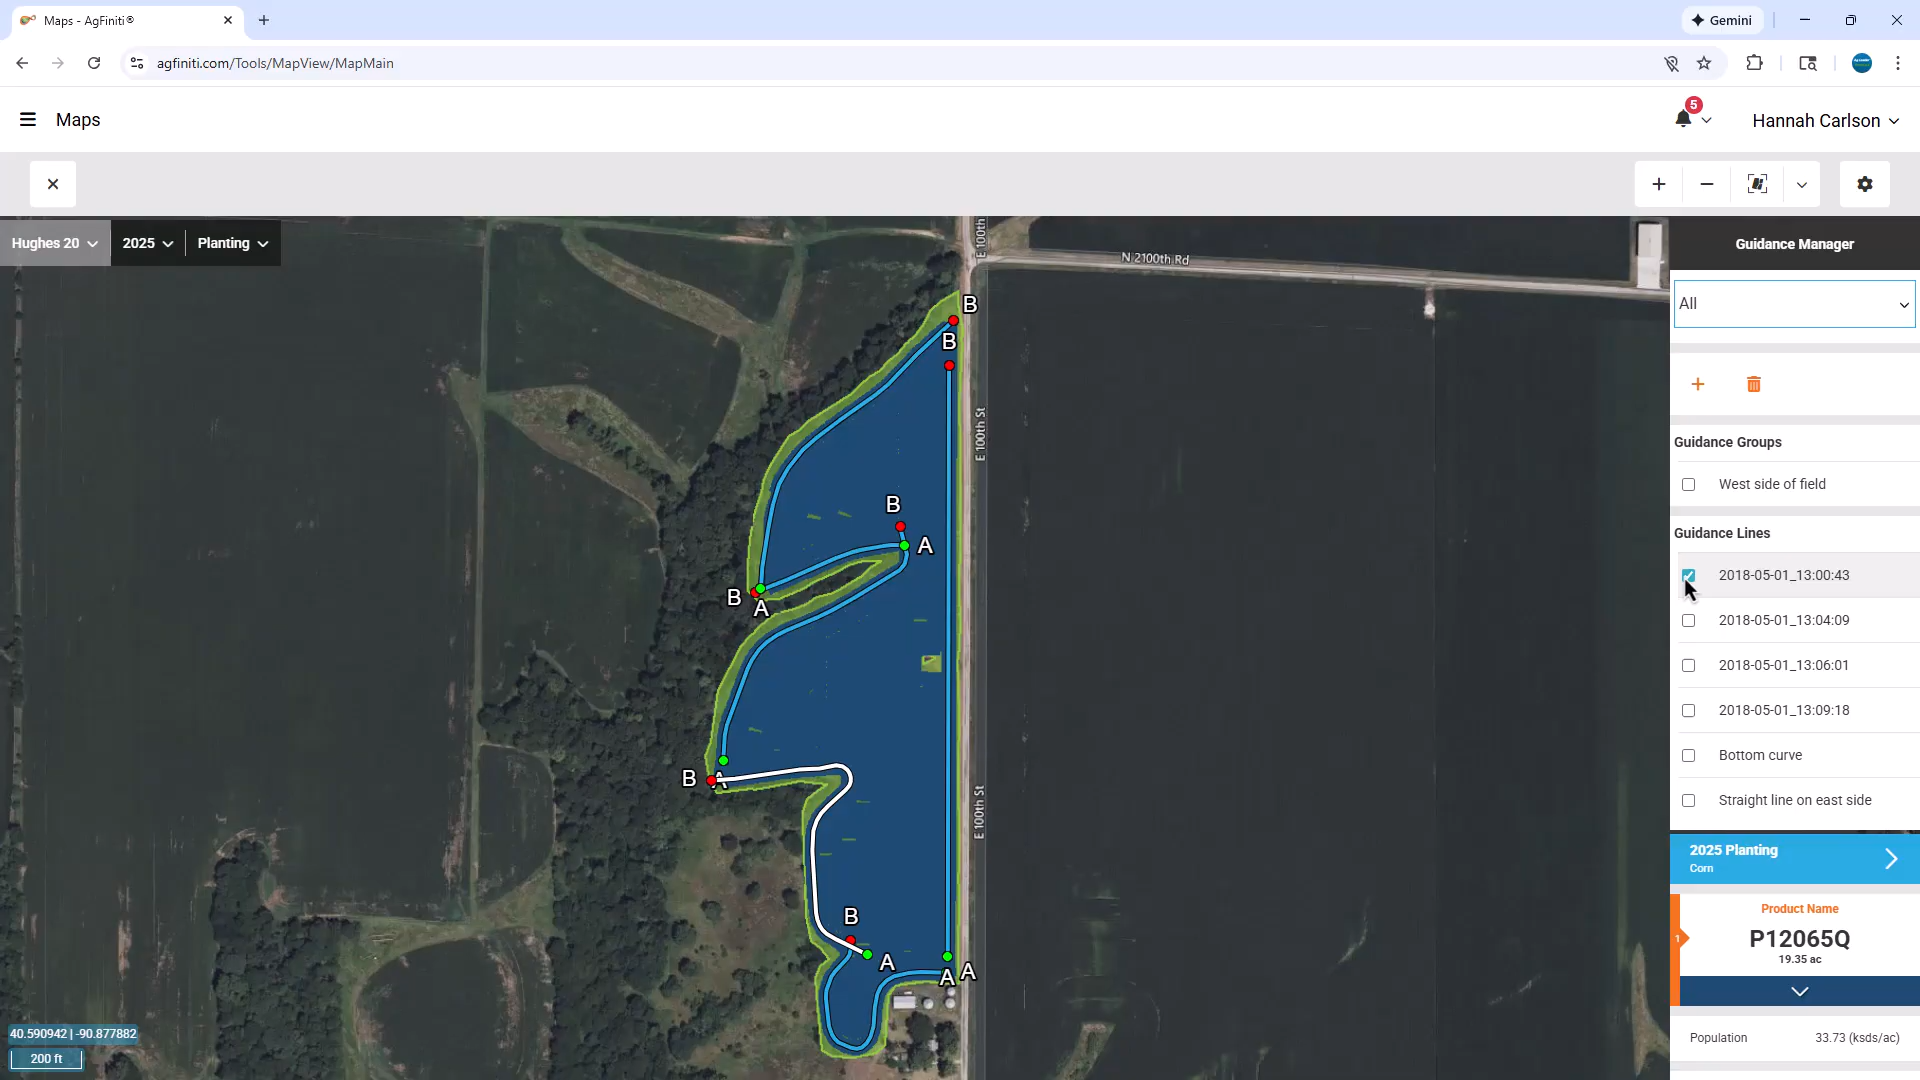 Maps - AgFiniti®
Gemini
agfiniti.com/Tools/MapView/MapMain
Maps
5
Hannah Carlson
Hughes 20
2025
Planting
Guidance Manager
All
Guidance Groups
West side of field
Guidance Lines
2018-05-01_13:00:43
2018-05-01_13:04:09
2018-05-01_13:06:01
2018-05-01_13:09:18
Bottom curve
Straight line on east side
2025 Planting
Corn
Product Name
1
P12065Q
19.35 ac
Population
33.73 (ksds/ac)
E 100th
N 2100th Rd
B
B
E 100th St
B
A
B
A
B
A
E 100th St
B
A
A
A
40.590942 | -90.877882
200 ft